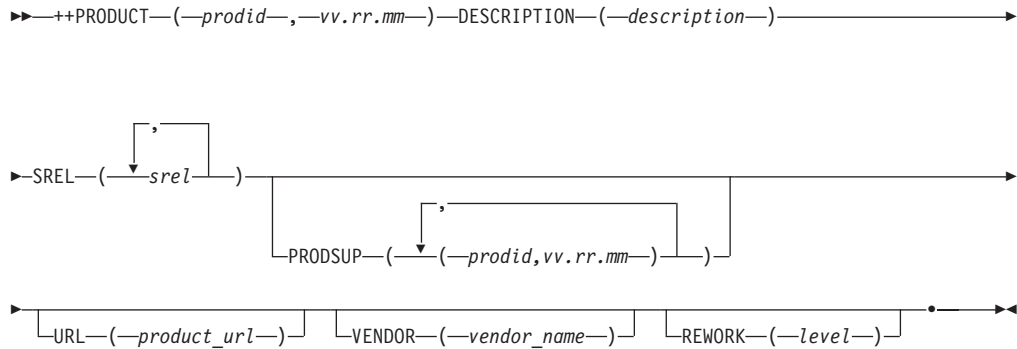 ++PRODUCT ( prodid , vv.rr.mm ) DESCRIPTION ( description )
,
SREL ( srel )
,
PRODSUP ( ( prodid,vv.rr.mm ) )
URL ( product_url ) VENDOR ( vendor_name ) REWORK ( level ) •